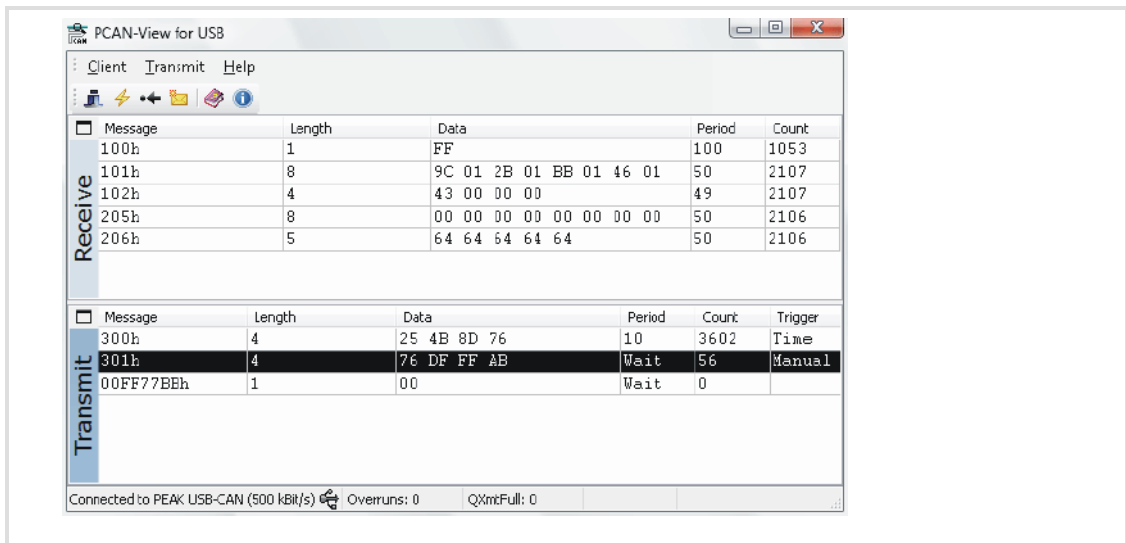 PCAN-View for USB
Client Transmit Help
Message Length Data Period Count
100h 1 FF 100 1053
101h 8 9C 01 2B 01 BB 01 46 01 50 2107
102h 4 43 00 00 00 49 2107
205h 8 00 00 00 00 00 00 00 00 50 2106
206h 5 64 64 64 64 64 50 2106
Receive
Message Length Data Period Count Trigger
300h 4 25 4B 8D 76 10 3602 Time
301h 4 76 DF FF AB Wait 56 Manual
00FF77BBh 1 00 Wait 0
Transmit
Connected to PEAK USB-CAN (500 kBit/s) Overruns: 0 QXmtFull: 0